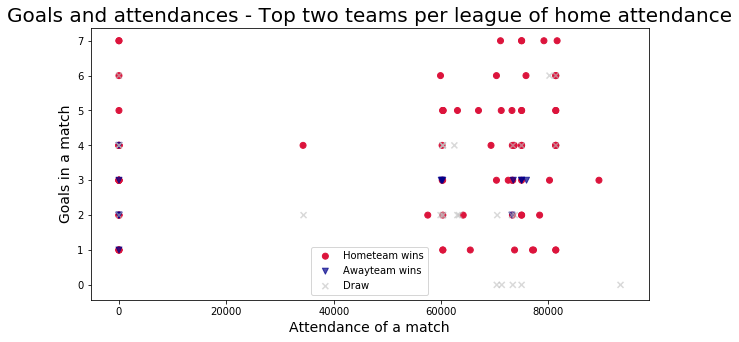 Goals and attendances - Top two teams per league of home attendance
7
6
5
4
3
2
1
0
Goals in a match
Hometeam wins
Awayteam wins
Draw
0 20000 40000 60000 80000
Attendance of a match